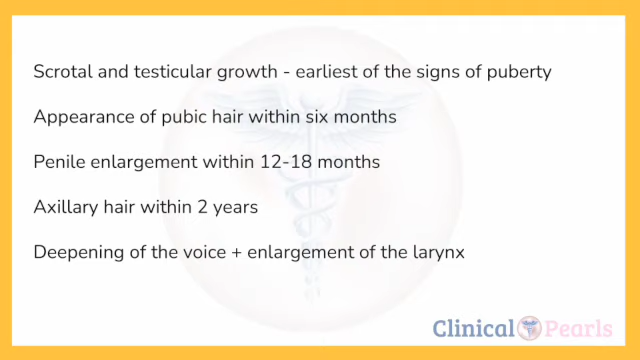 Scrotal and testicular growth - earliest of the signs of puberty
Appearance of pubic hair within six months
Penile enlargement within 12-18 months
Axillary hair within 2 years
Deepening of the voice + enlargement of the larynx
Clinical Pearls